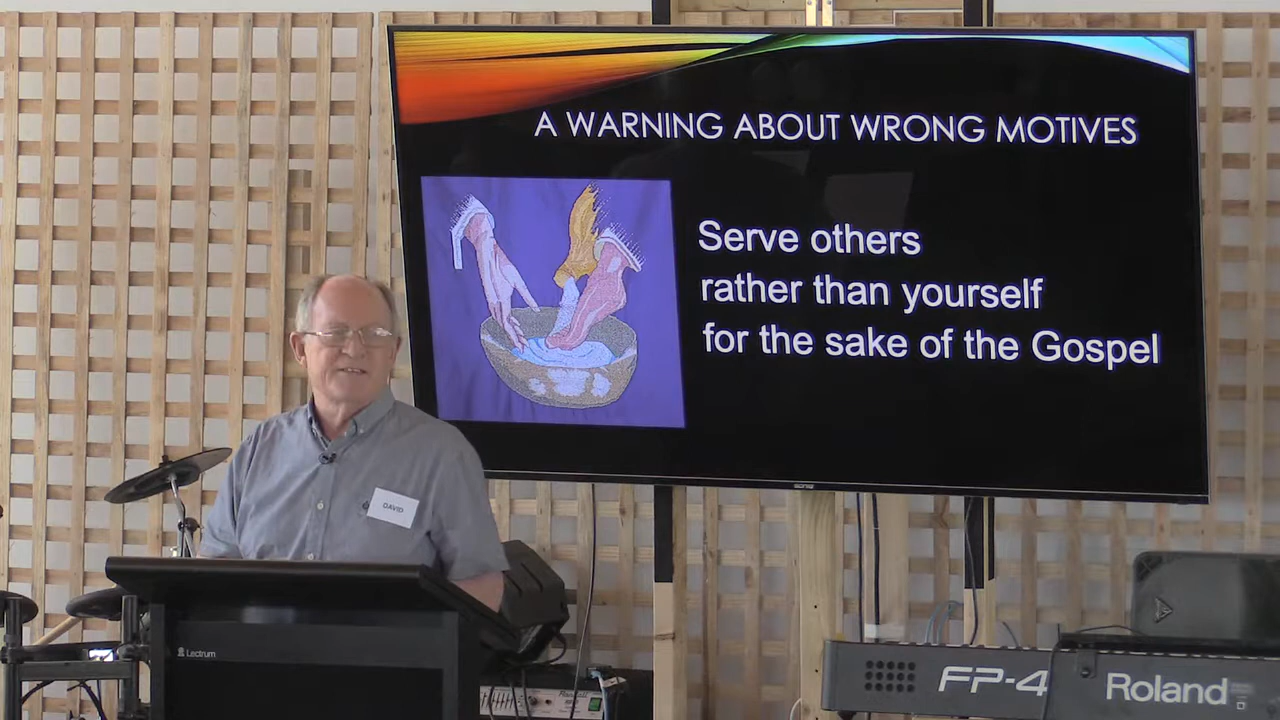 A WARNING ABOUT WRONG MOTIVES
Serve others
rather than yourself
for the sake of the Gospel
DAVID
Lectrum
FP-4
Roland